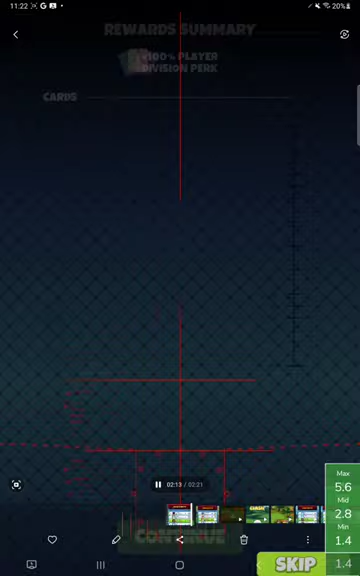 11:22
20%
REWARDS SUMMARY
+100% PLAYER
DIVISION PERK
CARDS
02:13 / 02:21
Max
5.6
Mid
2.8
Min
1.4
CONTINUE
SKIP
1.4